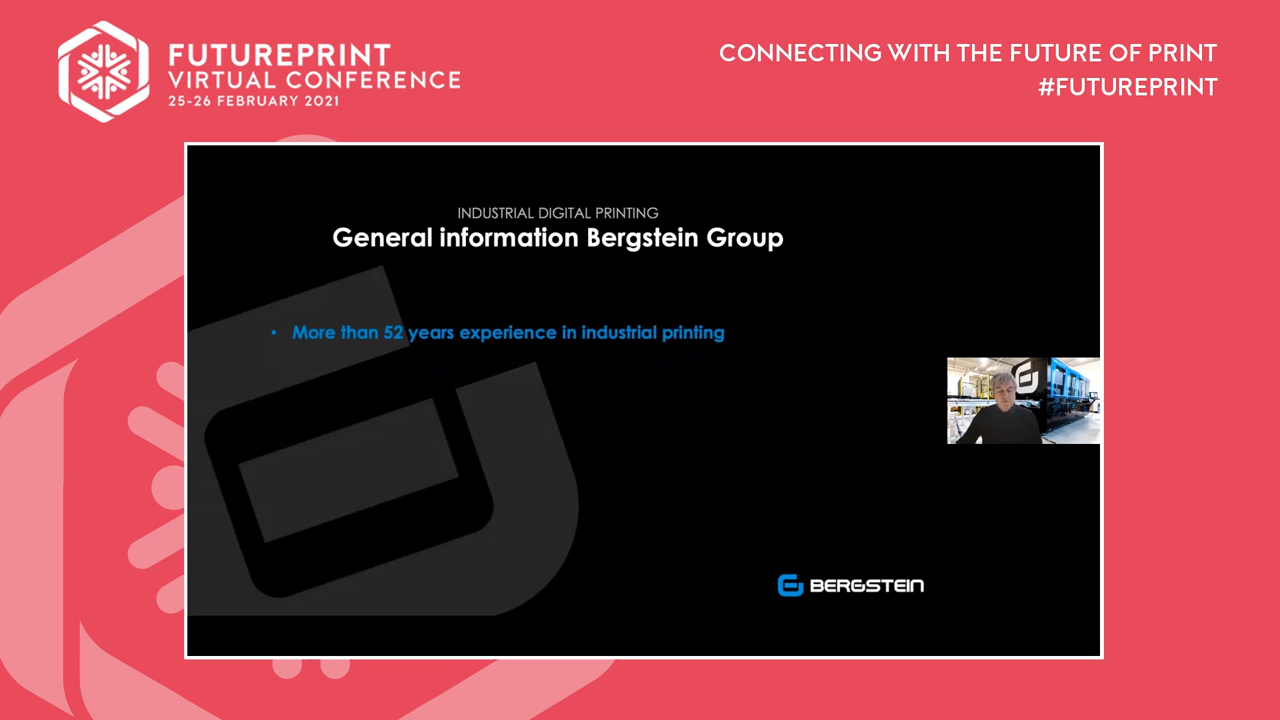 FUTUREPRINT
VIRTUAL CONFERENCE
25-26 FEBRUARY 2021
CONNECTING WITH THE FUTURE OF PRINT
#FUTUREPRINT
INDUSTRIAL DIGITAL PRINTING
General information Bergstein Group
• More than 52 years experience in industrial printing
BERGSTEIN